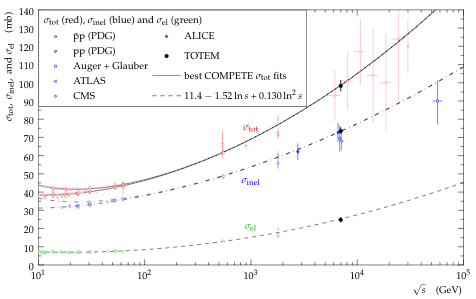 σtot (red), σinel (blue) and σel (green)
p̄p (PDG)
pp (PDG)
Auger + Glauber
ATLAS
CMS
ALICE
TOTEM
best COMPETE σtot fits
11.4 − 1.52 ln s + 0.130 ln² s
σtot, σinel, and σel (mb)
140
130
120
110
100
90
80
70
60
50
40
30
20
10
0
σtot
σinel
σel
10¹ 10² 10³ 10⁴ 10⁵
√s (GeV)